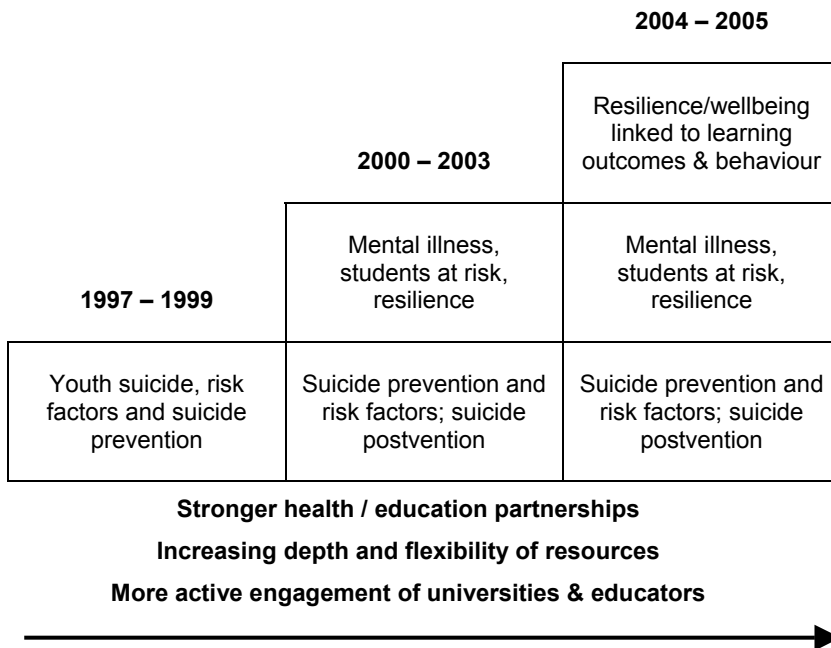 2004 – 2005
Resilience/wellbeing
linked to learning
outcomes & behaviour
2000 – 2003
Mental illness,
students at risk,
resilience
Mental illness,
students at risk,
resilience
1997 – 1999
Youth suicide, risk
factors and suicide
prevention
Suicide prevention and
risk factors; suicide
postvention
Suicide prevention and
risk factors; suicide
postvention
Stronger health / education partnerships
Increasing depth and flexibility of resources
More active engagement of universities & educators